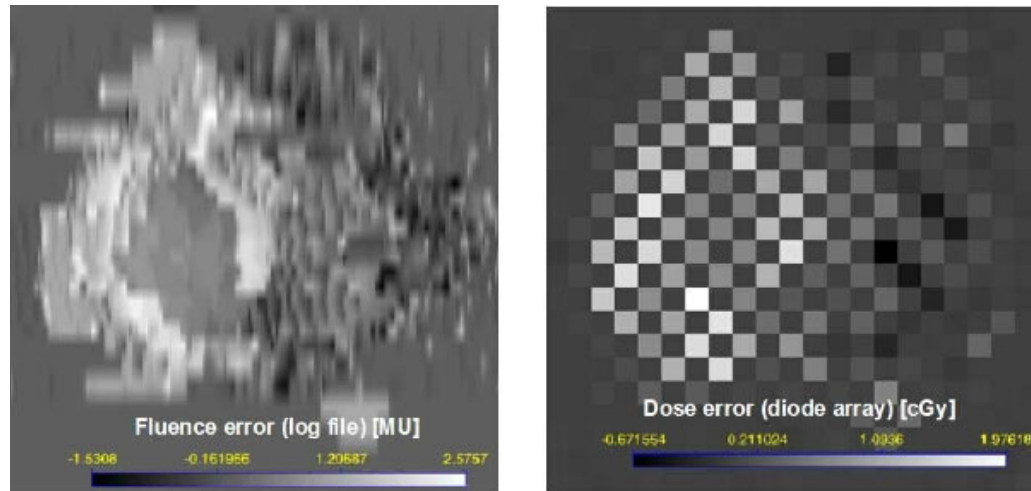 Fluence error (log file) [MU]
-1.5308 -0.161966 1.20687 2.5757
Dose error (diode array) [cGy]
-0.671554 0.211024 1.0936 1.97618